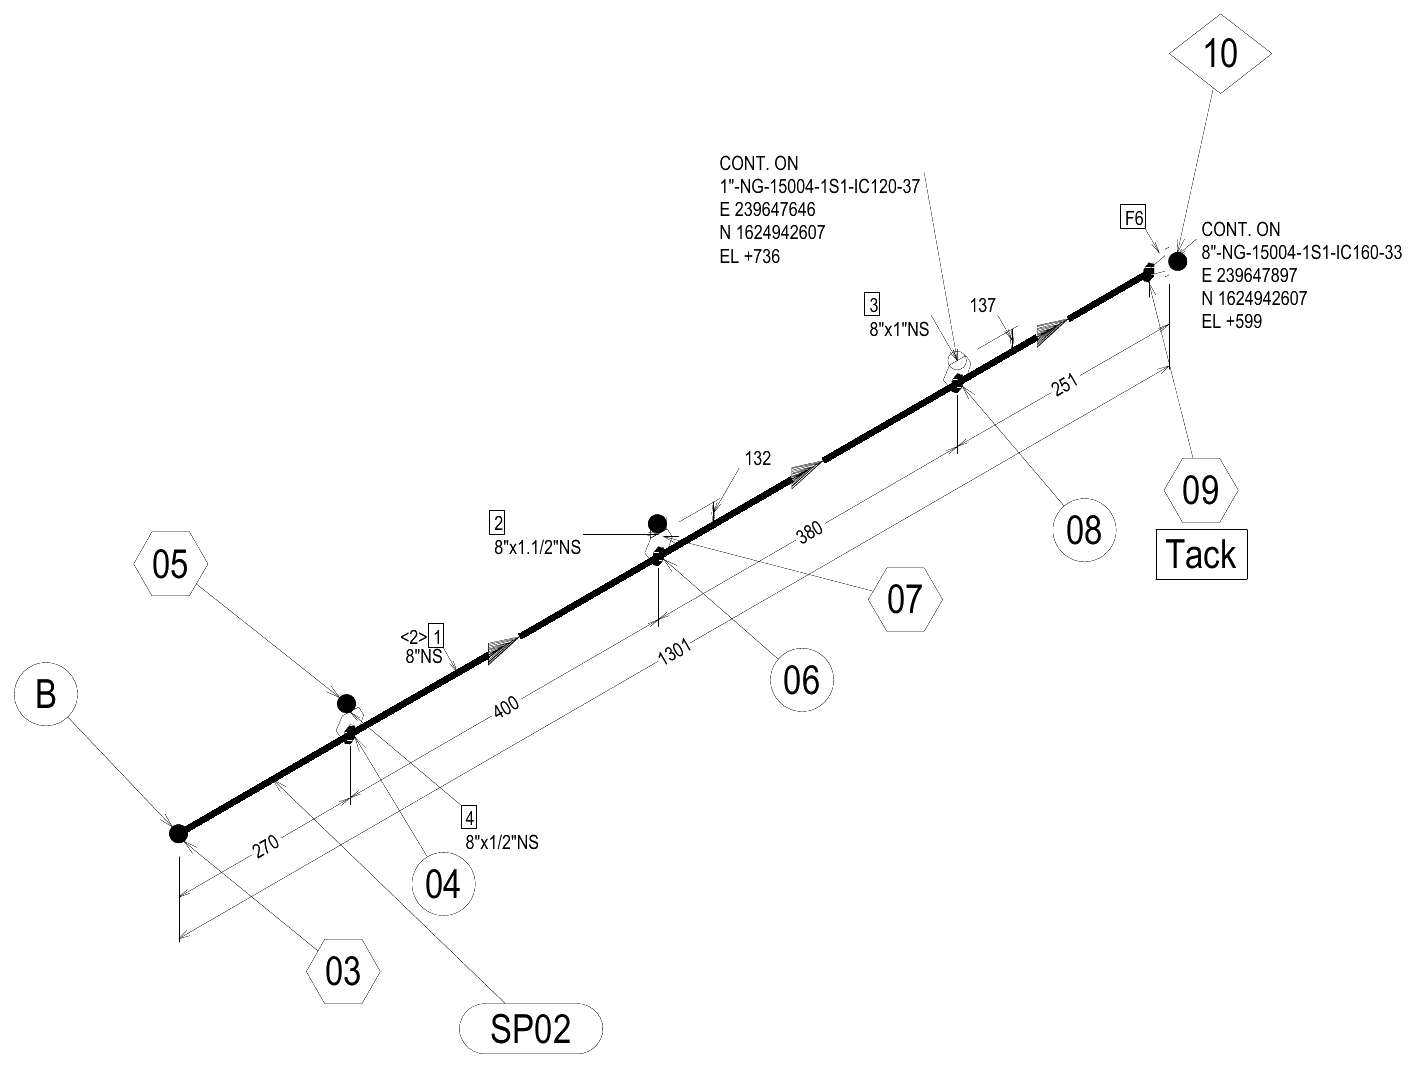 10
CONT. ON
1"-NG-15004-1S1-IC120-37
E 239647646
N 1624942607
EL +736
F6
CONT. ON
8"-NG-15004-1S1-IC160-33
E 239647897
N 1624942607
EL +599
3
8"x1"NS
137
251
132
09
Tack
2
8"x1.1/2"NS
380
08
05
07
<2>1
8"NS
1301
06
B
400
4
8"x1/2"NS
270
04
03
SP02